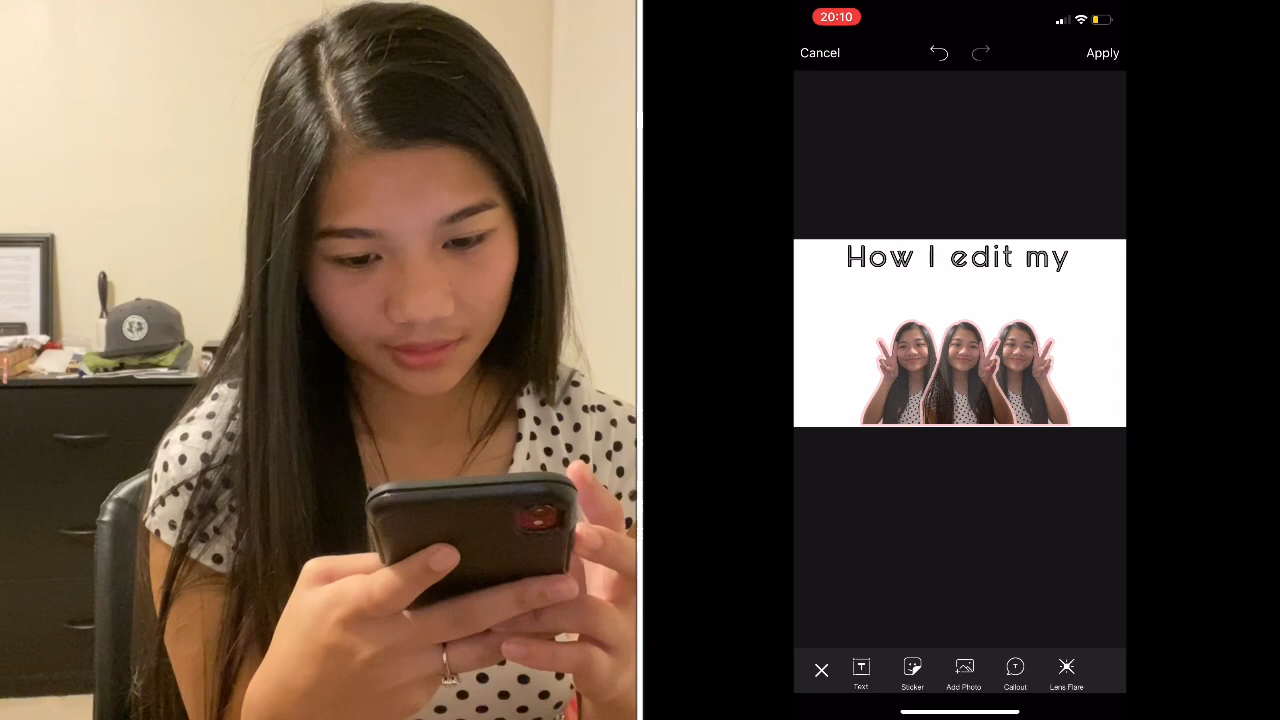 20:10
Cancel
Apply
How I edit my
Text
Sticker
Add Photo
Callout
Lens Flare